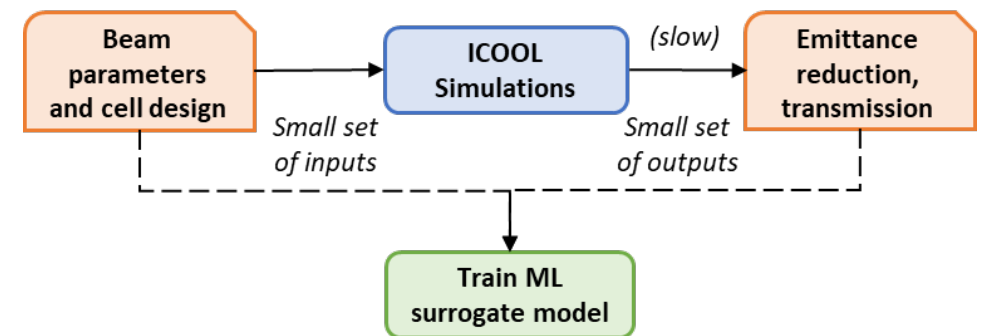 Beam
parameters
and cell design
ICOOL
Simulations
(slow)
Emittance
reduction,
transmission
Small set
of inputs
Small set
of outputs
Train ML
surrogate model